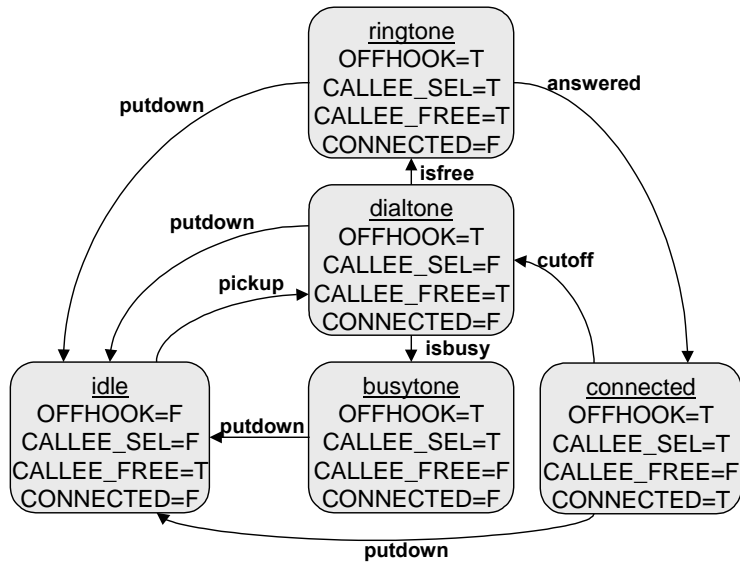 ringtone
OFFHOOK=T
CALLEE_SEL=T
CALLEE_FREE=T
CONNECTED=F
answered
putdown
isfree
dialtone
OFFHOOK=T
CALLEE_SEL=F
CALLEE_FREE=T
CONNECTED=F
putdown
pickup
cutoff
isbusy
idle
OFFHOOK=F
CALLEE_SEL=F
CALLEE_FREE=T
CONNECTED=F
putdown
busytone
OFFHOOK=T
CALLEE_SEL=T
CALLEE_FREE=F
CONNECTED=F
connected
OFFHOOK=T
CALLEE_SEL=T
CALLEE_FREE=F
CONNECTED=T
putdown